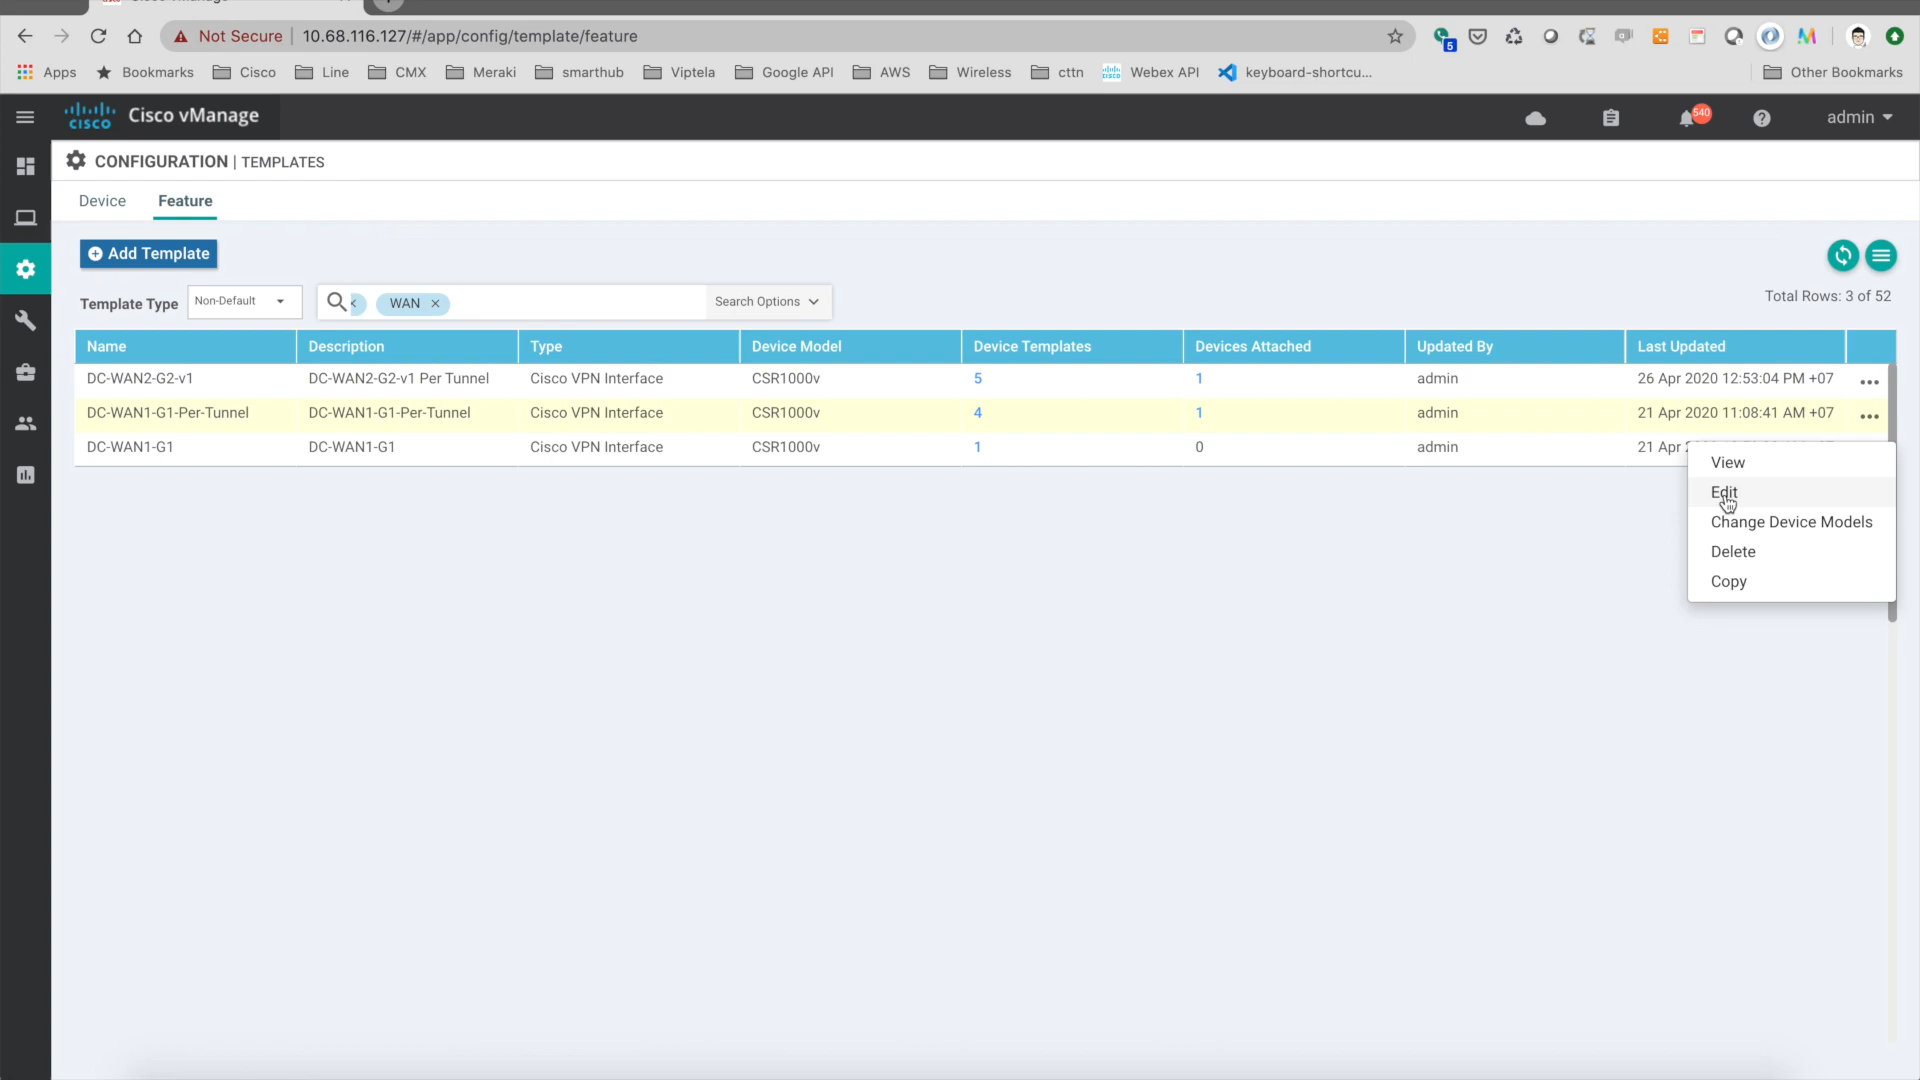 Not Secure 10.68.116.127/#/app/config/template/feature 5
Apps Bookmarks Cisco Line CMX Meraki smarthub Viptela Google API AWS Wireless cttn Webex API keyboard-shortcu... Other Bookmarks
CISCO Cisco vManage 540 admin
CONFIGURATION | TEMPLATES
Device Feature
Add Template
Template Type Non-Default WAN × Search Options Total Rows: 3 of 52
Name Description Type Device Model Device Templates Devices Attached Updated By Last Updated
DC-WAN2-G2-v1 DC-WAN2-G2-v1 Per Tunnel Cisco VPN Interface CSR1000v 5 1 admin 26 Apr 2020 12:53:04 PM +07 •••
DC-WAN1-G1-Per-Tunnel DC-WAN1-G1-Per-Tunnel Cisco VPN Interface CSR1000v 4 1 admin 21 Apr 2020 11:08:41 AM +07 •••
DC-WAN1-G1 DC-WAN1-G1 Cisco VPN Interface CSR1000v 1 0 admin 21 Apr
View
Edit
Change Device Models
Delete
Copy